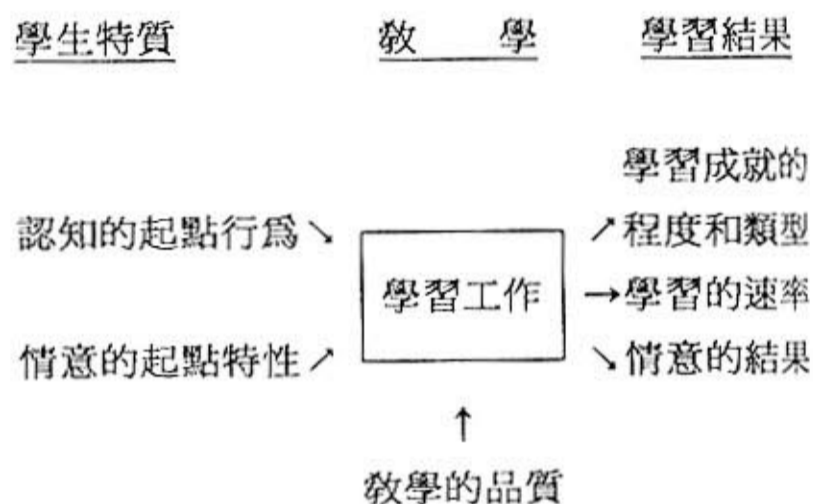 學生特質 教 學 學習結果
學習成就的
認知的起點行為↘ ↗程度和類型
學習工作 →學習的速率
情意的起點特性↗ ↘情意的結果
↑
教學的品質